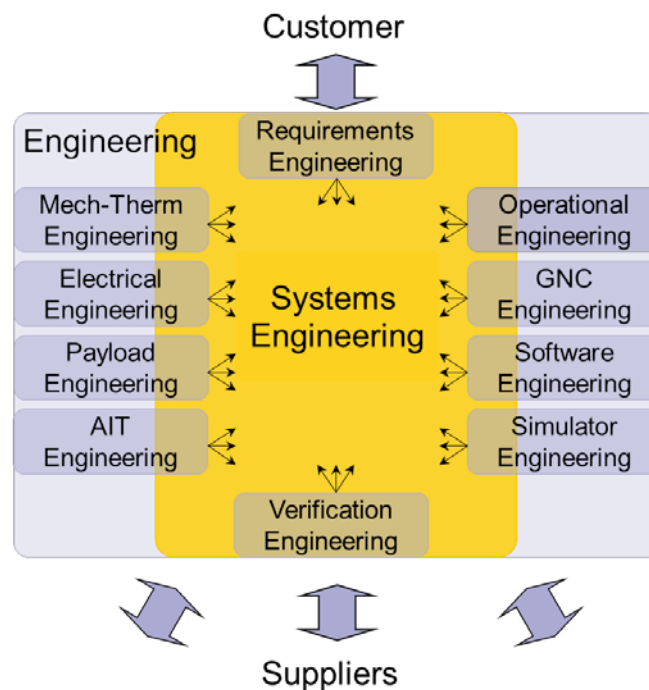 Customer
Engineering
Requirements
Engineering
Mech-Therm
Engineering
Operational
Engineering
Electrical
Engineering
Systems
Engineering
GNC
Engineering
Payload
Engineering
Software
Engineering
AIT
Engineering
Simulator
Engineering
Verification
Engineering
Suppliers